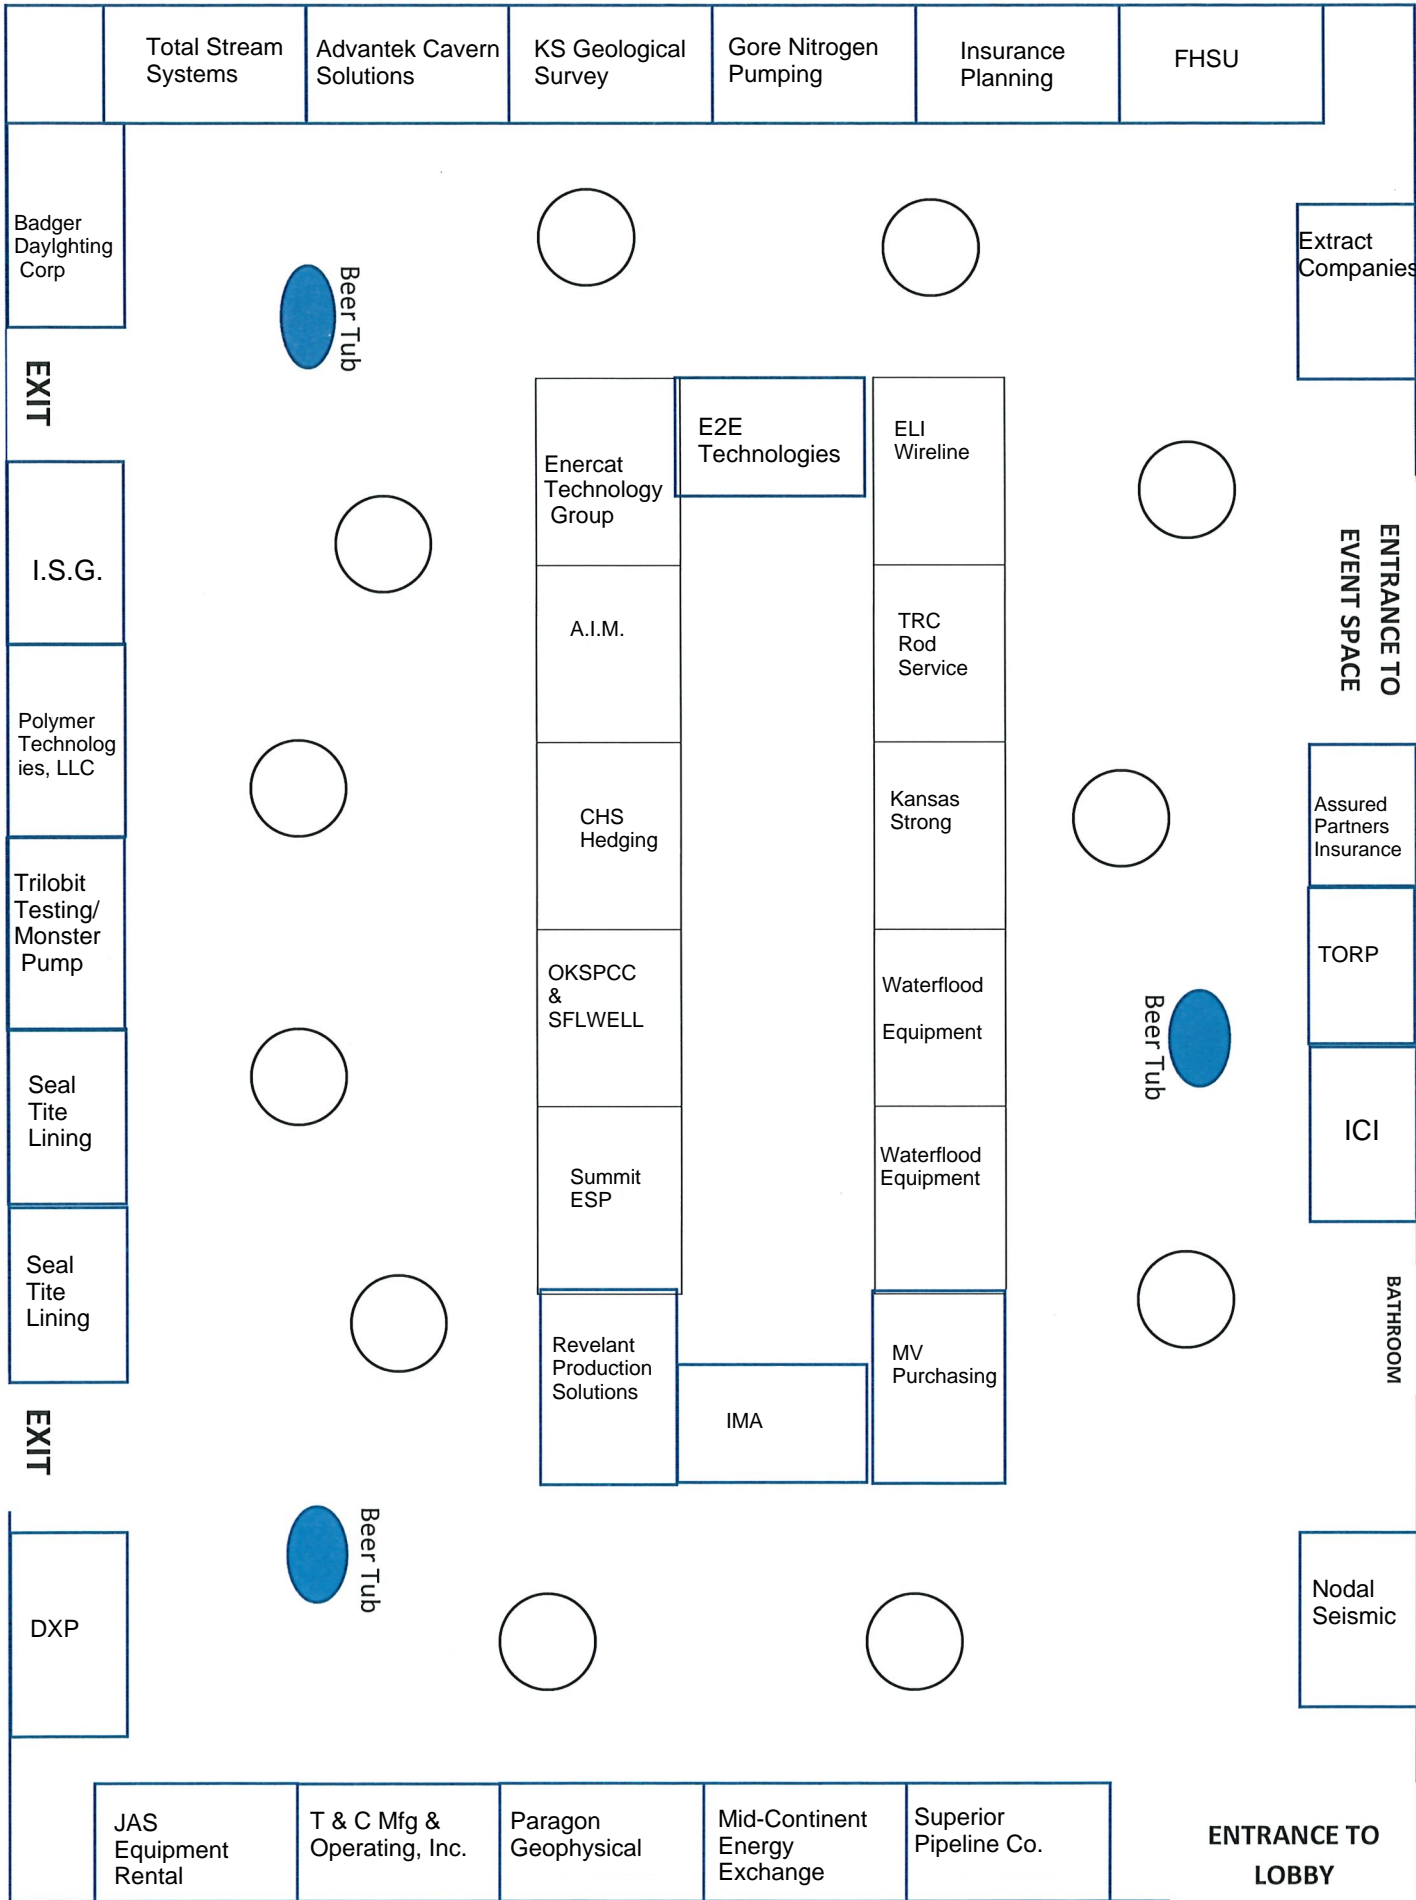 Total Stream
Systems
Advantek Cavern
Solutions
KS Geological
Survey
Gore Nitrogen
Pumping
Insurance
Planning
FHSU
Badger
Daylghting
Corp
Beer Tub
Extract
Companies
EXIT
E2E
Technologies
ELI
Wireline
Enercat
Technology
Group
I.S.G.
A.I.M.
TRC
Rod
Service
ENTRANCE TO
EVENT SPACE
Polymer
Technolog
ies, LLC
CHS
Hedging
Kansas
Strong
Assured
Partners
Insurance
Trilobit
Testing/
Monster
Pump
OKSPCC
&
SFLWELL
Waterflood
Equipment
Beer Tub
TORP
Seal
Tite
Lining
Summit
ESP
Waterflood
Equipment
ICI
Seal
Tite
Lining
Revelant
Production
Solutions
IMA
MV
Purchasing
BATHROOM
EXIT
Beer Tub
DXP
Nodal
Seismic
JAS
Equipment
Rental
T & C Mfg &
Operating, Inc.
Paragon
Geophysical
Mid-Continent
Energy
Exchange
Superior
Pipeline Co.
ENTRANCE TO
LOBBY